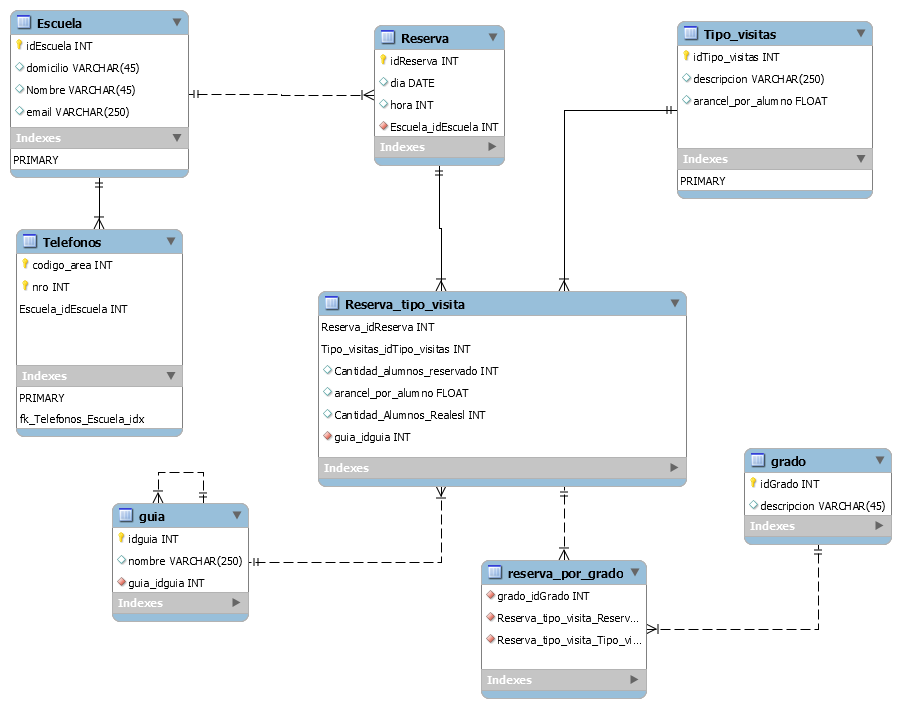 Escuela
idEscuela INT
domicilio VARCHAR(45)
Nombre VARCHAR(45)
email VARCHAR(250)
Indexes
PRIMARY
Reserva
idReserva INT
dia DATE
hora INT
Escuela_idEscuela INT
Indexes
Tipo_visitas
idTipo_visitas INT
descripcion VARCHAR(250)
arancel_por_alumno FLOAT
Indexes
PRIMARY
Telefonos
codigo_area INT
nro INT
Escuela_idEscuela INT
Indexes
PRIMARY
fk_Telefonos_Escuela_idx
Reserva_tipo_visita
Reserva_idReserva INT
Tipo_visitas_idTipo_visitas INT
Cantidad_alumnos_reservado INT
arancel_por_alumno FLOAT
Cantidad_Alumnos_Realesl INT
guia_idguia INT
Indexes
grado
idGrado INT
descripcion VARCHAR(45)
Indexes
guia
idguia INT
nombre VARCHAR(250)
guia_idguia INT
Indexes
reserva_por_grado
grado_idGrado INT
Reserva_tipo_visita_Reserv...
Reserva_tipo_visita_Tipo_vi...
Indexes